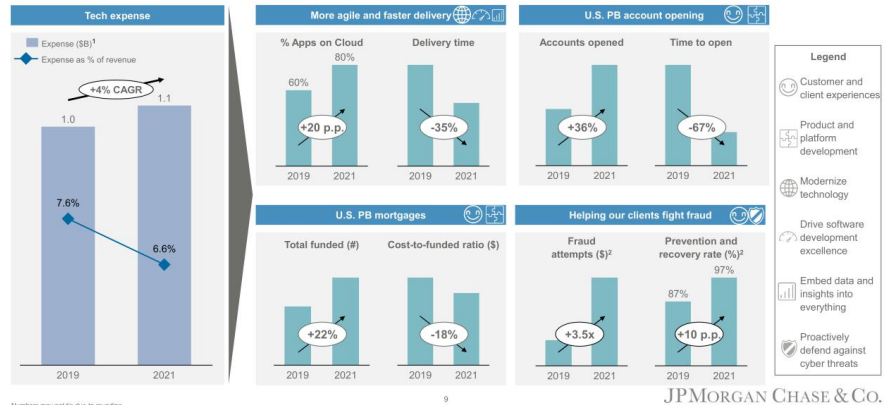 Tech expense
Expense ($B)¹
Expense as % of revenue
+4% CAGR
1.0
1.1
7.6%
6.6%
2019
2021
More agile and faster delivery
% Apps on Cloud
Delivery time
60%
80%
+20 p.p.
-35%
2019
2021
2019
2021
U.S. PB account opening
Accounts opened
Time to open
+36%
-67%
2019
2021
2019
2021
U.S. PB mortgages
Total funded (#)
Cost-to-funded ratio ($)
+22%
-18%
2019
2021
2019
2021
Helping our clients fight fraud
Fraud
attempts ($)²
Prevention and
recovery rate (%)²
87%
97%
+3.5x
+10 p.p.
2019
2021
2019
2021
Legend
Customer and
client experiences
Product and
platform
development
Modernize
technology
Drive software
development
excellence
Embed data and
insights into
everything
Proactively
defend against
cyber threats
9
JPMORGAN CHASE & CO.